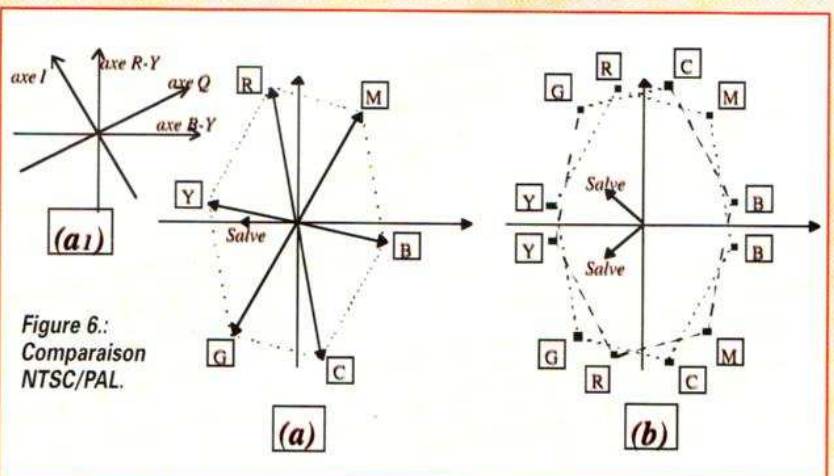 axe I
axe R-Y
axe Q
axe B-Y
(a1)
R
M
Y
Salve
B
G
C
(a)
R
C
G
M
Salve
Y
B
Y
B
Salve
G
M
R
C
(b)
Figure 6.:
Comparaison
NTSC/PAL.